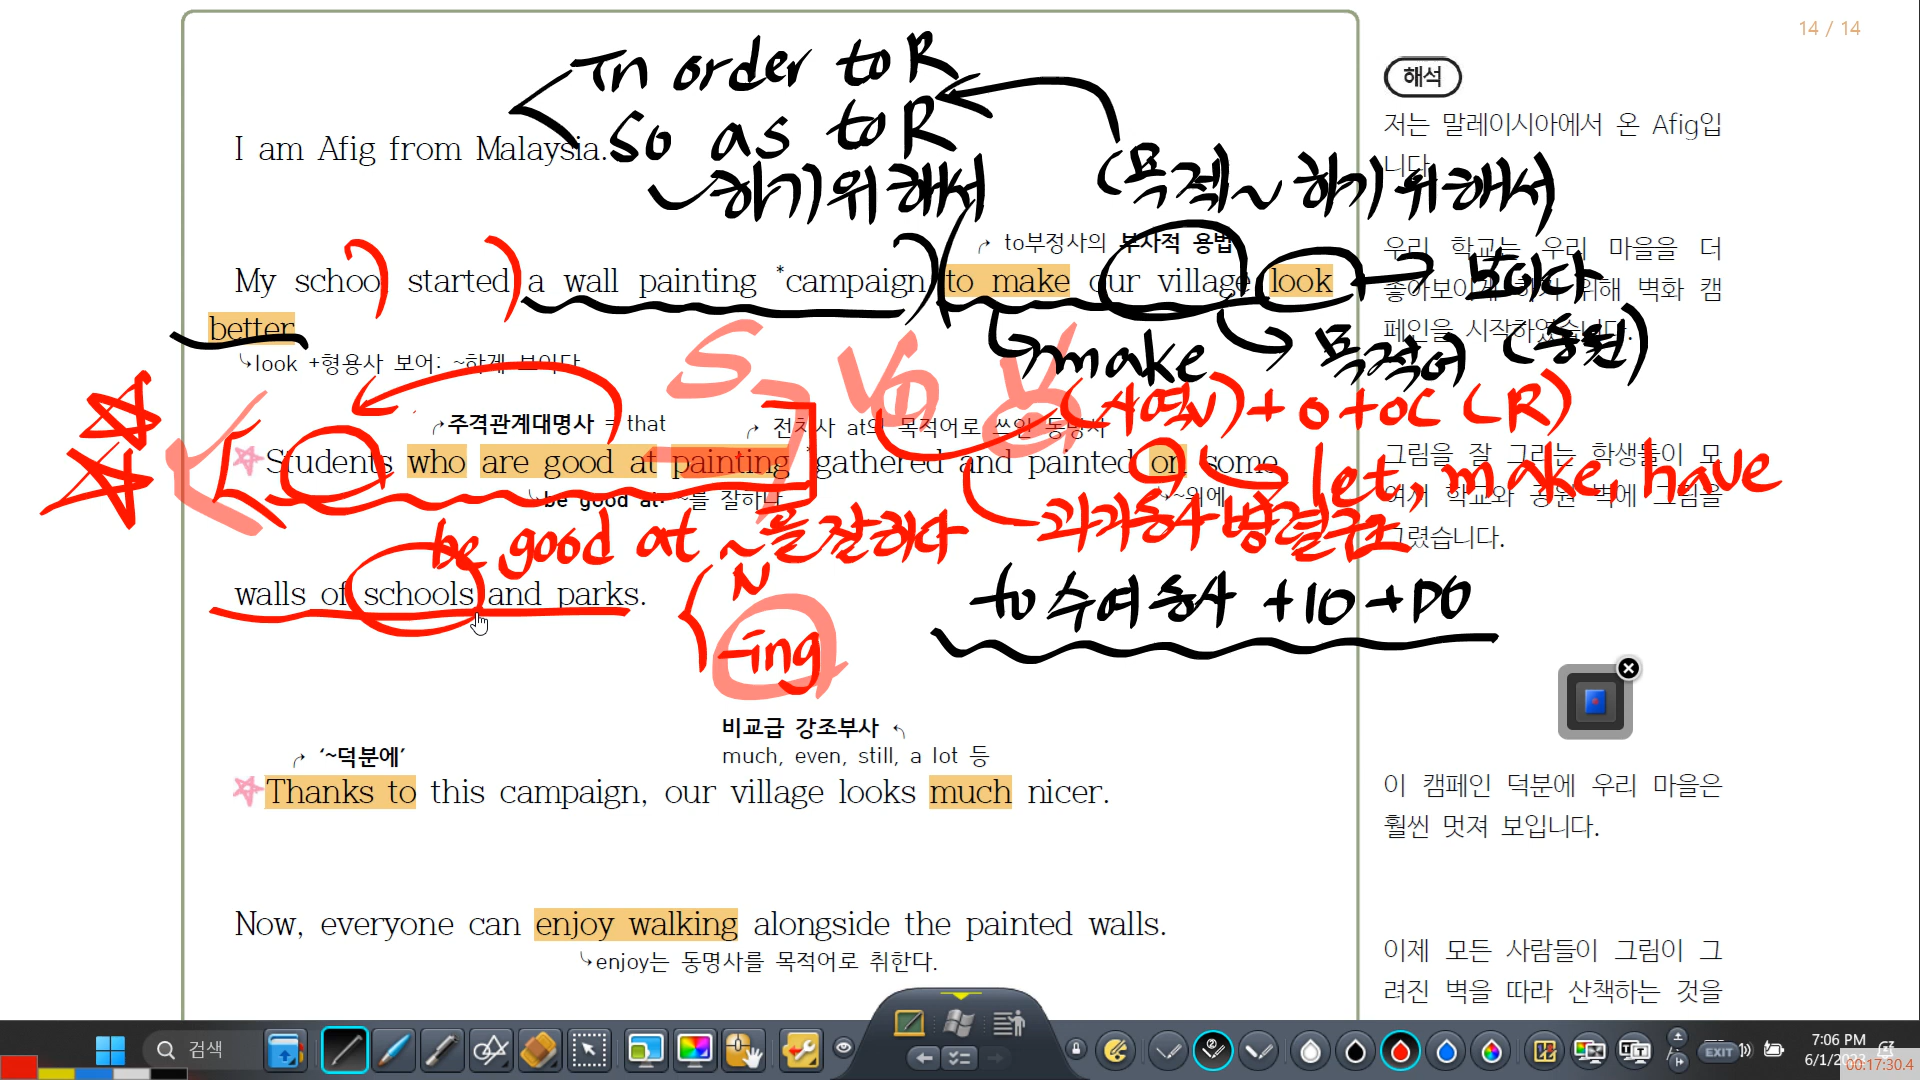 14 / 14
In order to R
So as to R
~하기위해서
(목적~하기위해서
해석
I am Afig from Malaysia.
저는 말레이시아에서 온 Afig입
니다.
to부정사의 부사적 용법
My school started a wall painting *campaign to make our village look
→ 보이다
better.
우리 학교는 우리 마을을 더
좋아보이게 하기 위해 벽화 캠
페인을 시작하였습니다.
look +형용사 보어: ~하게 보이다
make
목적어 (동원)
S V V
(사역V)+O+OC(R)
주격관계대명사 = that
전치사 at의 목적어로 쓰인 동명사
Students who are good at painting *gathered and painted on some
let, make, have
be good at: ~를 잘하다
~위에
그림을 잘 그리는 학생들이 모
여서 학교와 공원 벽에 그림을
그렸습니다.
be good at ~을잘하다
과거동사 병렬구조
walls of schools and parks.
N
-ing
to 수여동사 +IO+DO
비교급 강조부사
much, even, still, a lot 등
‘~덕분에’
Thanks to this campaign, our village looks much nicer.
이 캠페인 덕분에 우리 마을은
훨씬 멋져 보입니다.
Now, everyone can enjoy walking alongside the painted walls.
enjoy는 동명사를 목적어로 취한다.
이제 모든 사람들이 그림이 그
려진 벽을 따라 산책하는 것을
검색
EXIT
7:06 PM
00:17:30.4